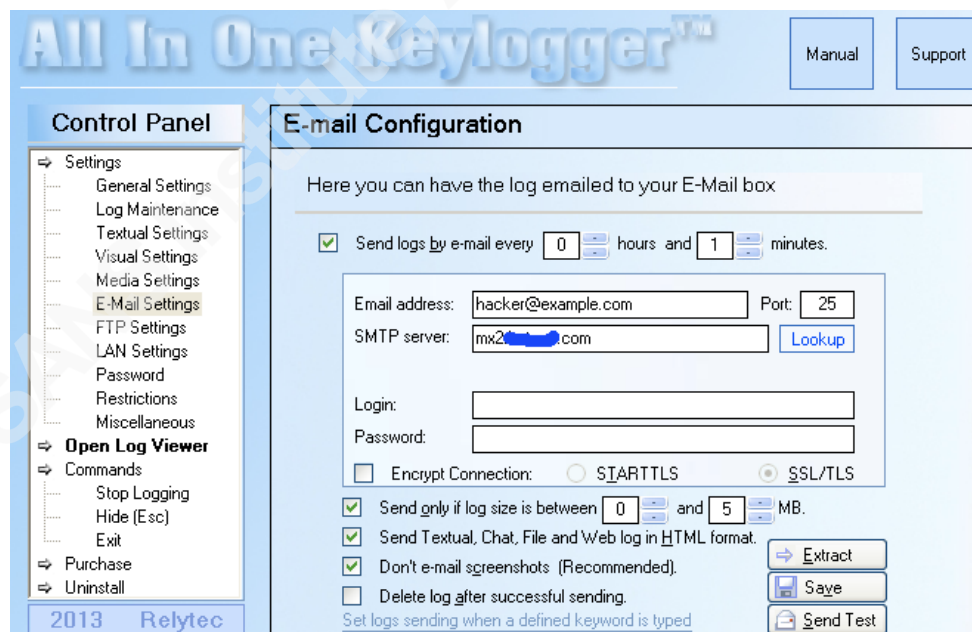 All In One Keylogger™
Manual
Support
Control Panel
Settings
General Settings
Log Maintenance
Textual Settings
Visual Settings
Media Settings
E-Mail Settings
FTP Settings
LAN Settings
Password
Restrictions
Miscellaneous
Open Log Viewer
Commands
Stop Logging
Hide (Esc)
Exit
Purchase
Uninstall
2013 Relytec
E-mail Configuration
Here you can have the log emailed to your E-Mail box
Send logs by e-mail every 0 hours and 1 minutes.
Email address: hacker@example.com Port: 25
SMTP server: mx2 .com Lookup
Login:
Password:
Encrypt Connection: STARTTLS SSL/TLS
Send only if log size is between 0 and 5 MB.
Send Textual, Chat, File and Web log in HTML format.
Don't e-mail screenshots (Recommended).
Delete log after successful sending.
Set logs sending when a defined keyword is typed
Extract
Save
Send Test